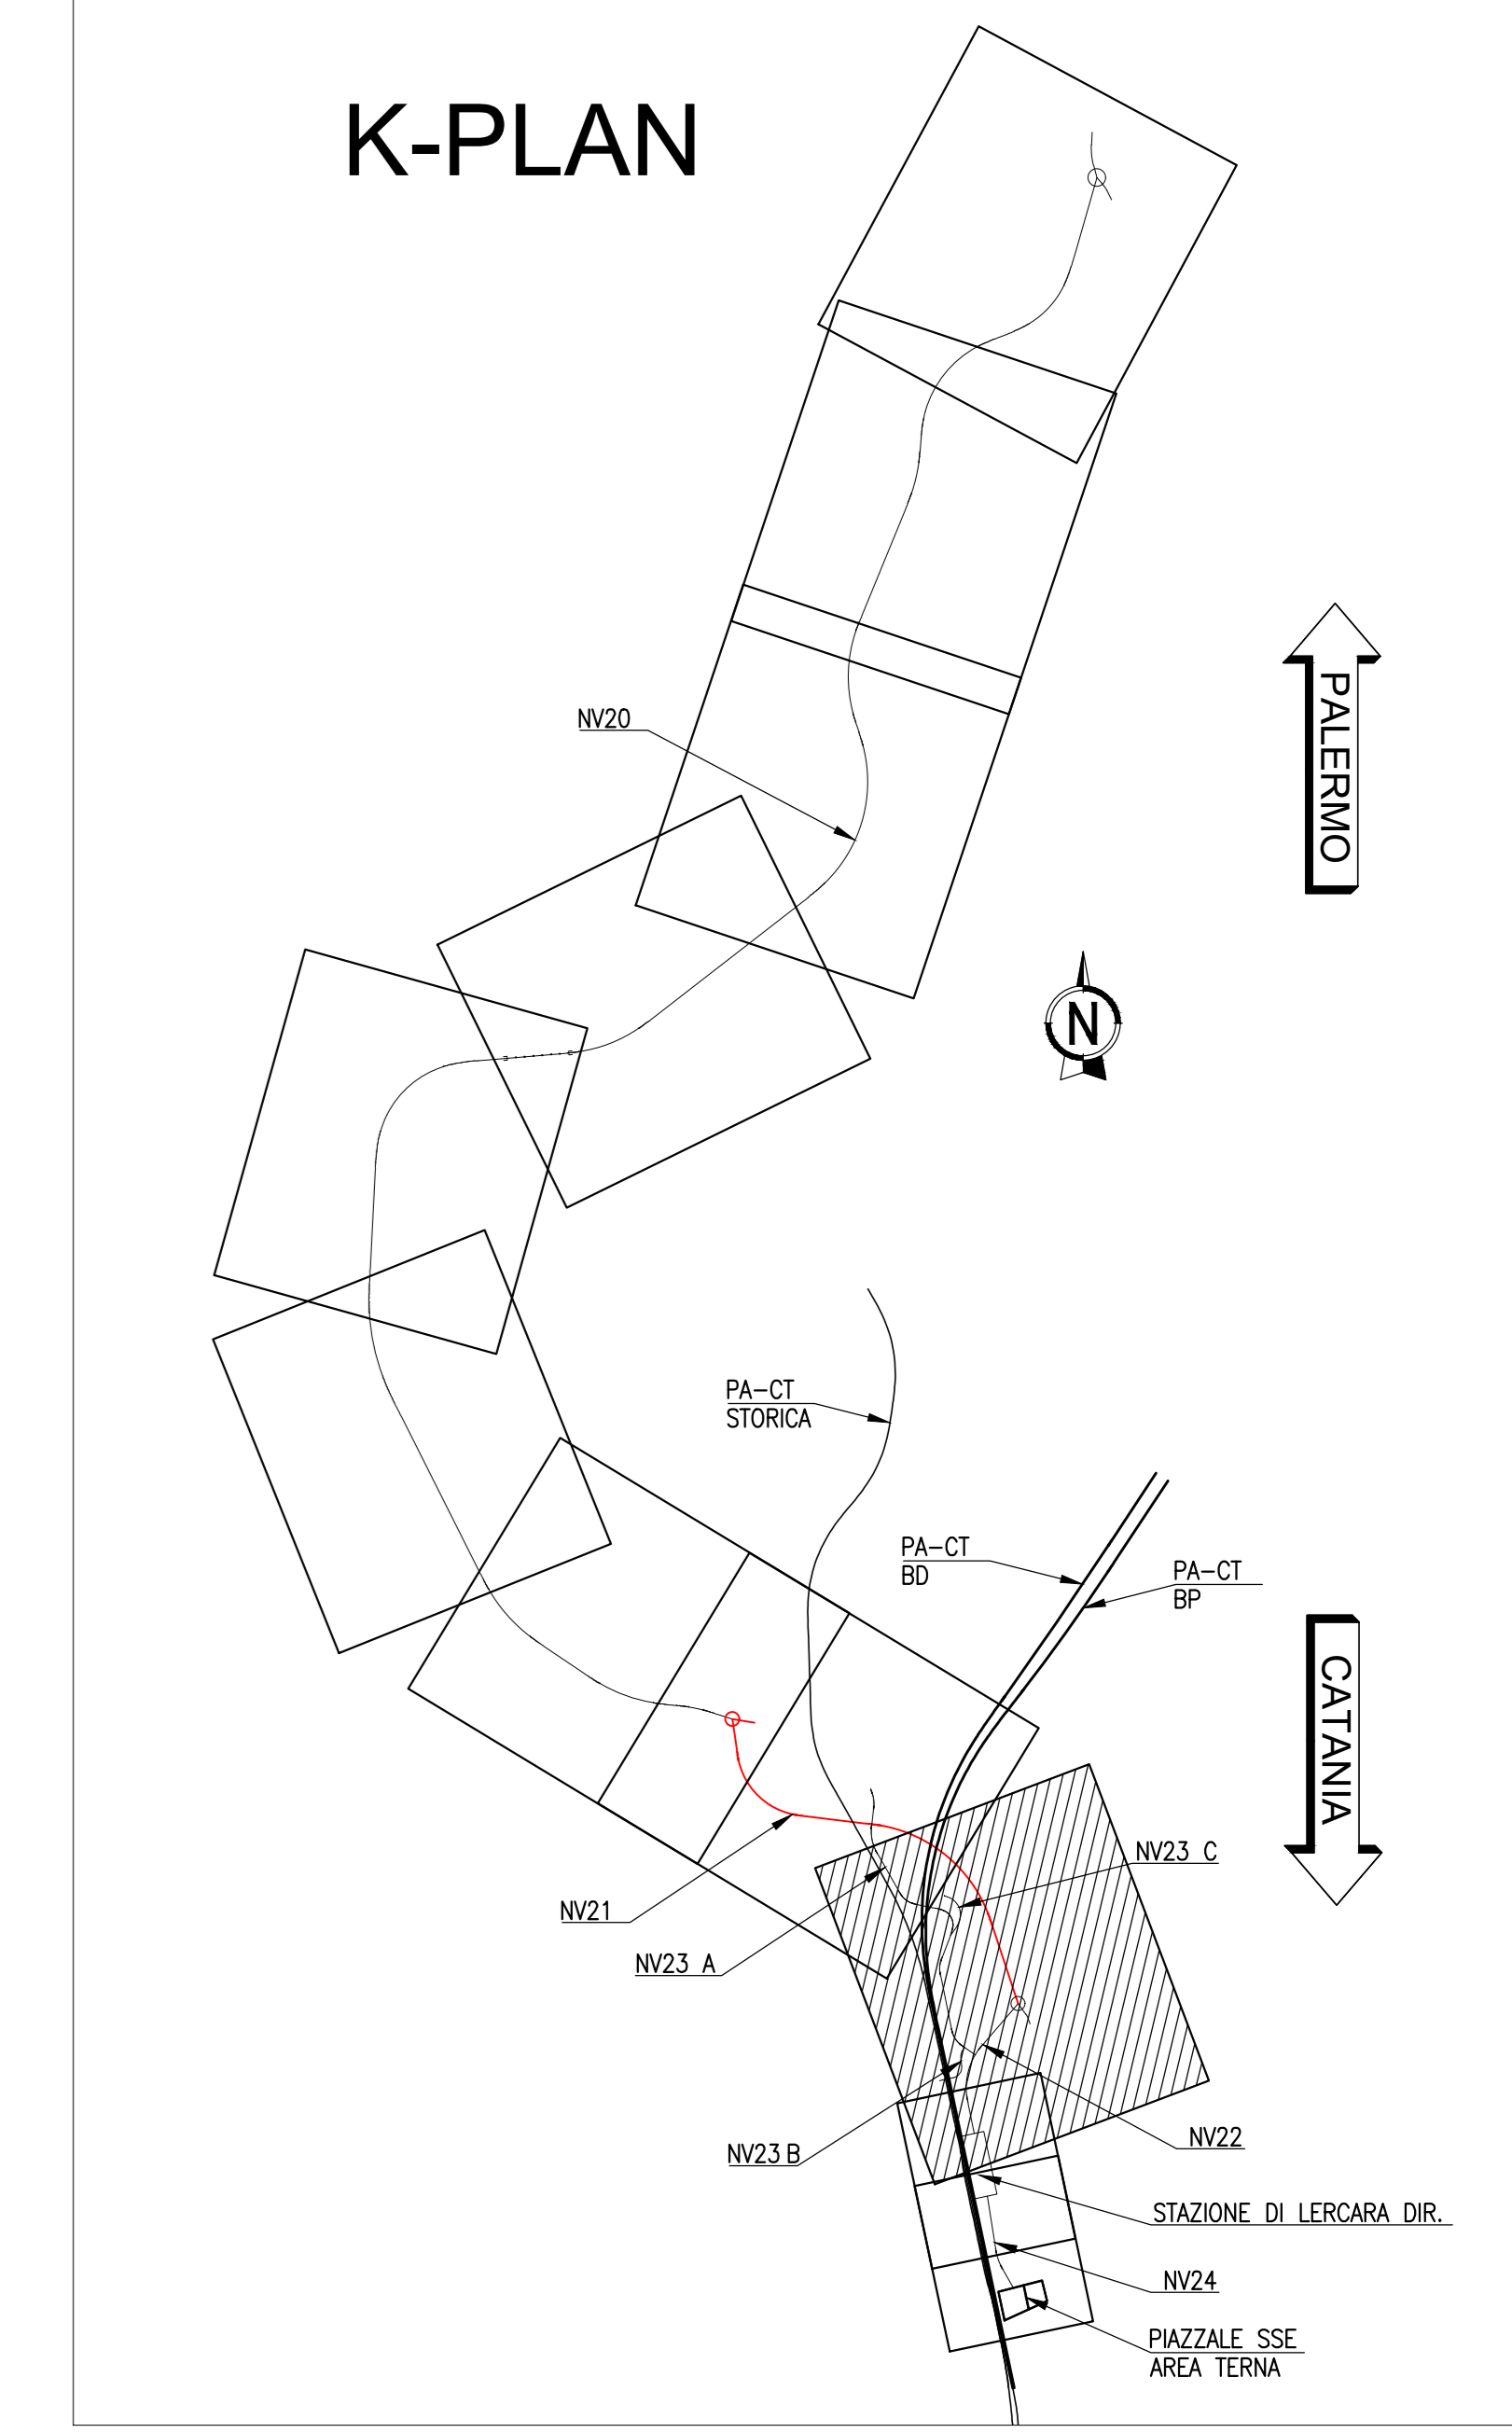 K-PLAN
PALERMO
NV20
N
PA-CT
STORICA
PA-CT
BD
PA-CT
BP
CATANIA
NV23 C
NV21
NV23 A
NV22
NV23 B
STAZIONE DI LERCARA DIR.
NV24
PIAZZALE SSE
AREA TERNA